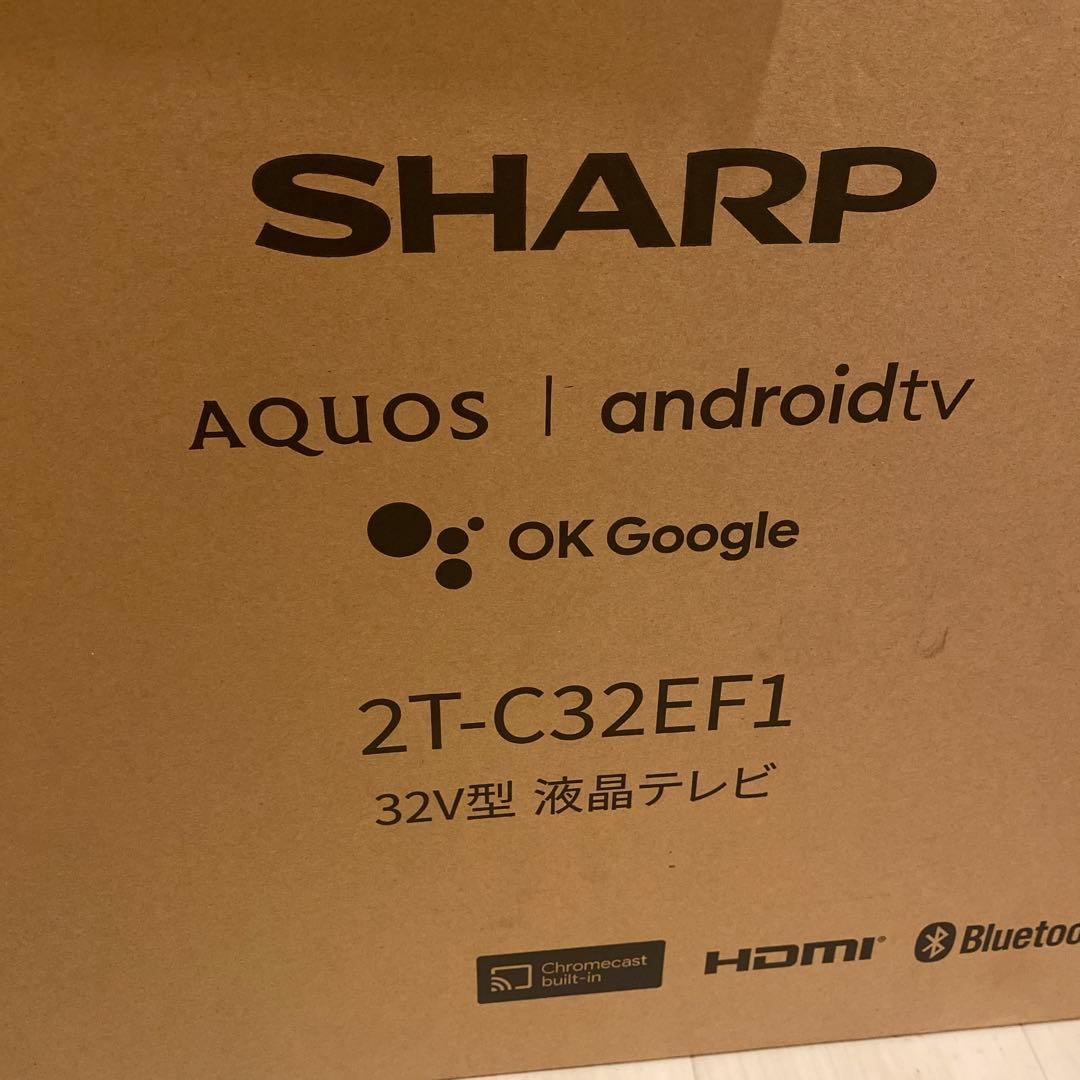 SHARP
AQUOS | androidtv
OK Google
2T-C32EF1
32V型 液晶テレビ
Chromecast
built-in
HDMI
Bluetoo